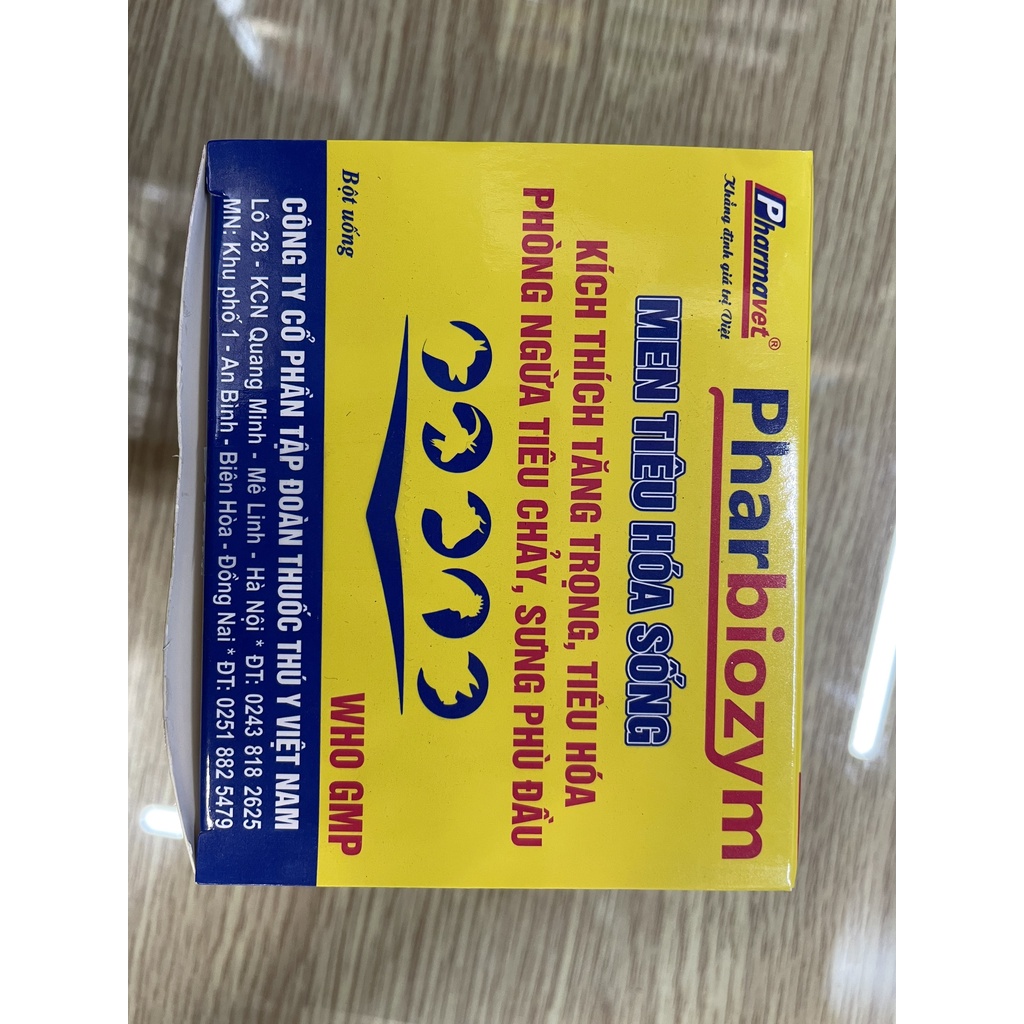 Pharmavet®
Khẳng định giá trị Việt
Pharbiozym
MEN TIÊU HÓA SỐNG
KÍCH THÍCH TĂNG TRỌNG, TIÊU HÓA
PHÒNG NGỪA TIÊU CHẢY, SƯNG PHÙ ĐẦU
Bột uống
WHO GMP
CÔNG TY CỔ PHẦN TẬP ĐOÀN THUỐC THÚ Y VIỆT NAM
Lô 28 - KCN Quang Minh - Mê Linh - Hà Nội * ĐT: 0243 818 2625
MN: Khu phố 1 - An Bình - Biên Hòa - Đồng Nai * ĐT: 0251 882 5479